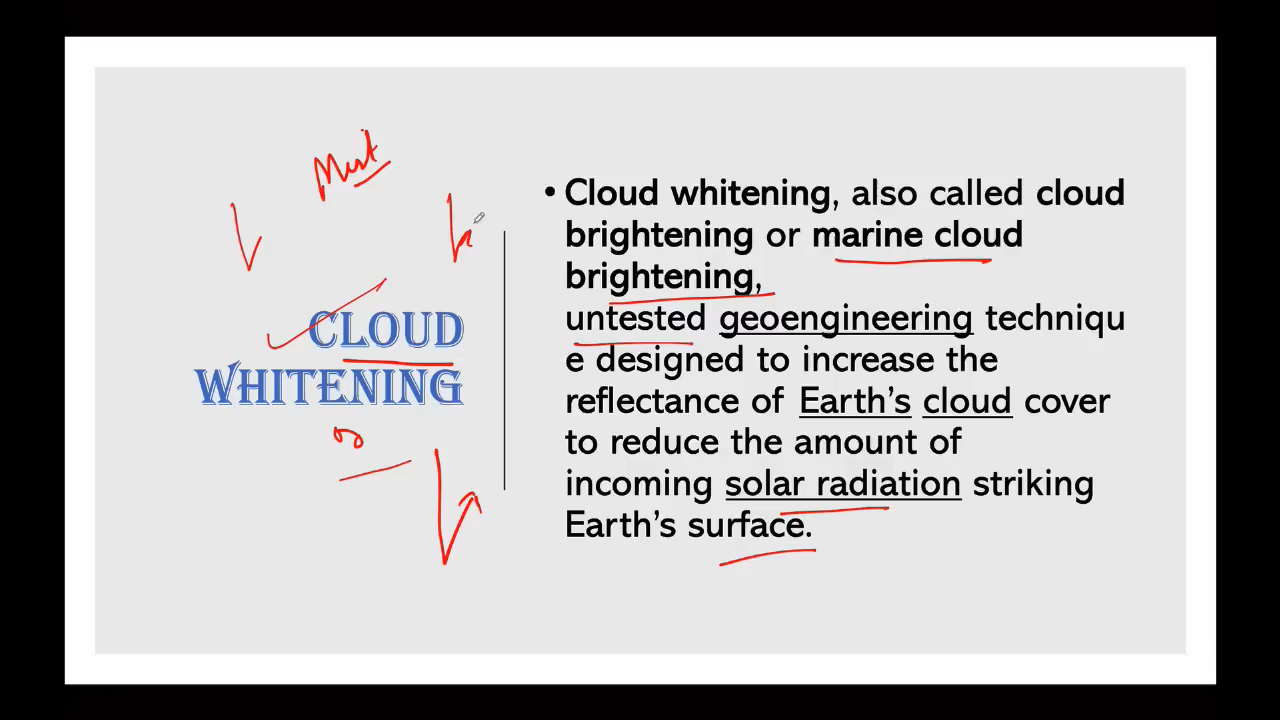 CLOUD
WHITENING
• Cloud whitening, also called cloud
brightening or marine cloud
brightening,
untested geoengineering techniqu
e designed to increase the
reflectance of Earth's cloud cover
to reduce the amount of
incoming solar radiation striking
Earth's surface.